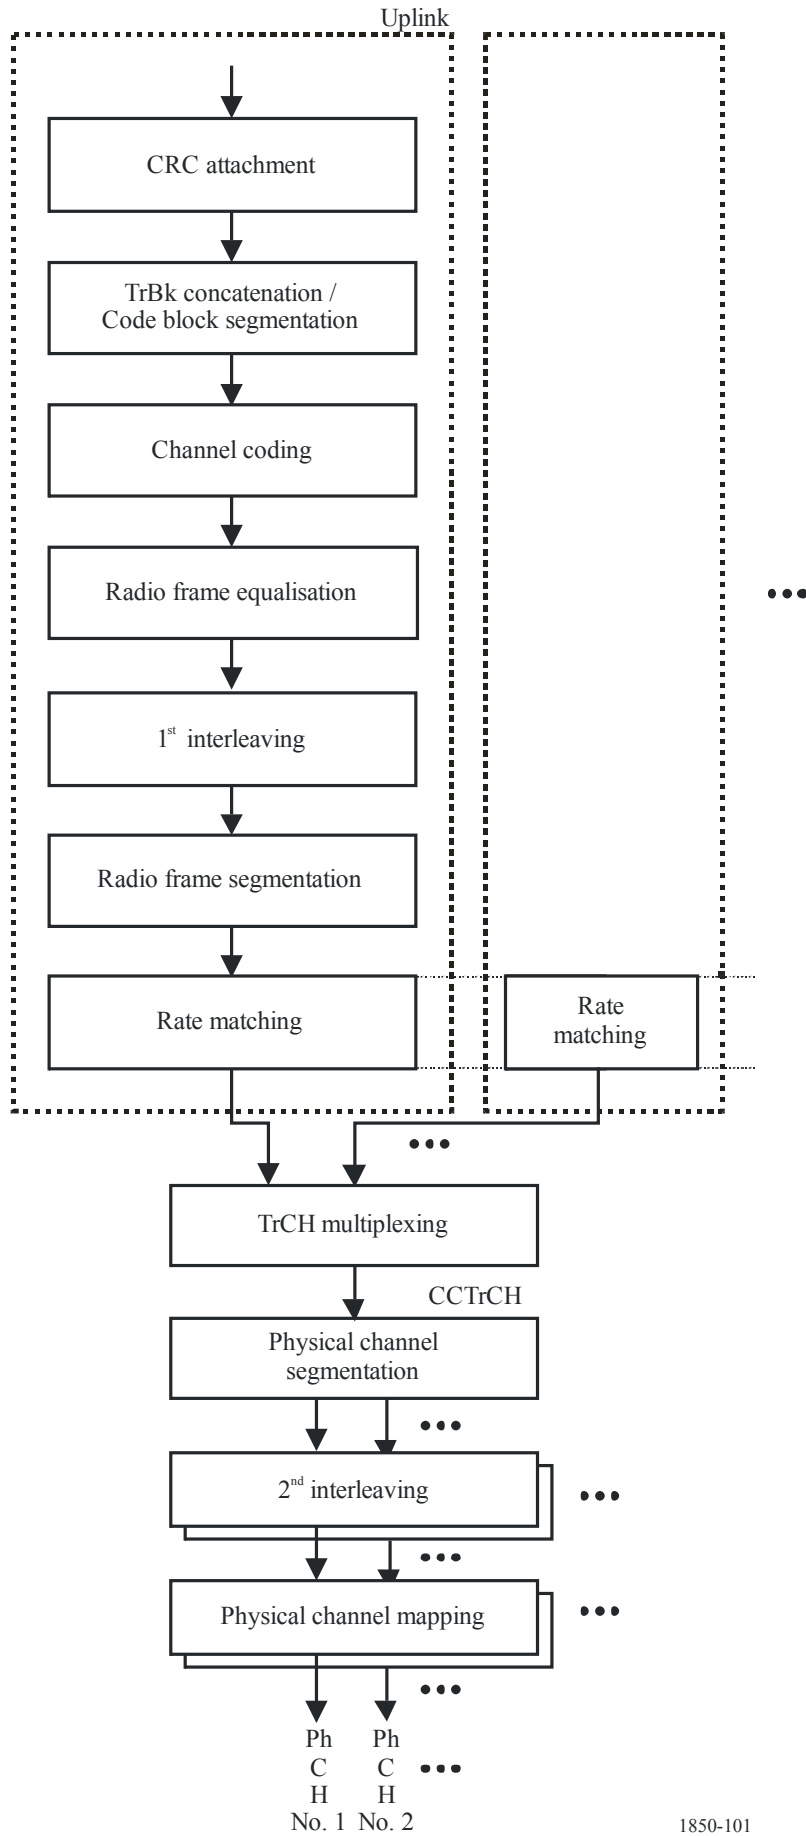 Uplink
CRC attachment
TrBk concatenation /
Code block segmentation
Channel coding
Radio frame equalisation
1st interleaving
Radio frame segmentation
Rate matching
Rate
matching
TrCH multiplexing
CCTrCH
Physical channel
segmentation
2nd interleaving
Physical channel mapping
Ph Ph
C C
H H
No. 1 No. 2
1850-101